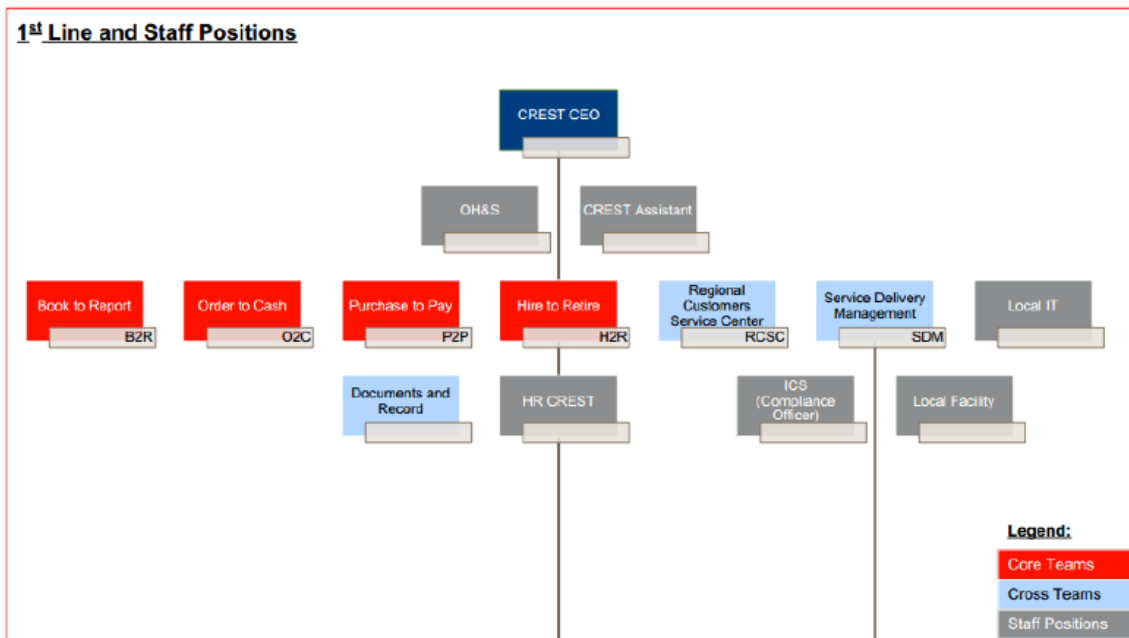 1st Line and Staff Positions
CREST CEO
OH&S
CREST Assistant
Book to Report
B2R
Order to Cash
O2C
Purchase to Pay
P2P
Hire to Retire
H2R
Regional
Customers
Service Center
RCSC
Service Delivery
Management
SDM
Local IT
Documents and
Record
HR CREST
ICS
(Compliance
Officer)
Local Facility
Legend:
Core Teams
Cross Teams
Staff Positions